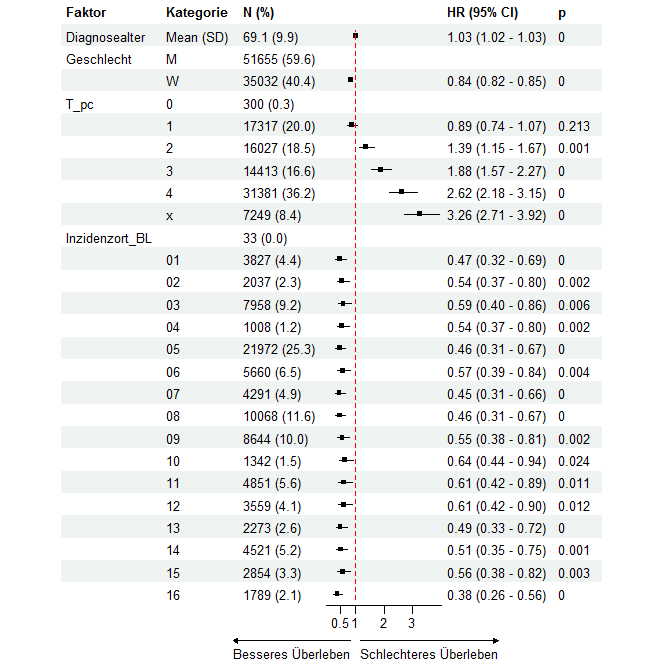 Faktor Kategorie N (%) HR (95% CI) p
Diagnosealter Mean (SD) 69.1 (9.9) 1.03 (1.02 - 1.03) 0
Geschlecht M 51655 (59.6)
W 35032 (40.4) 0.84 (0.82 - 0.85) 0
T_pc 0 300 (0.3)
1 17317 (20.0) 0.89 (0.74 - 1.07) 0.213
2 16027 (18.5) 1.39 (1.15 - 1.67) 0.001
3 14413 (16.6) 1.88 (1.57 - 2.27) 0
4 31381 (36.2) 2.62 (2.18 - 3.15) 0
x 7249 (8.4) 3.26 (2.71 - 3.92) 0
Inzidenzort_BL 33 (0.0)
01 3827 (4.4) 0.47 (0.32 - 0.69) 0
02 2037 (2.3) 0.54 (0.37 - 0.80) 0.002
03 7958 (9.2) 0.59 (0.40 - 0.86) 0.006
04 1008 (1.2) 0.54 (0.37 - 0.80) 0.002
05 21972 (25.3) 0.46 (0.31 - 0.67) 0
06 5660 (6.5) 0.57 (0.39 - 0.84) 0.004
07 4291 (4.9) 0.45 (0.31 - 0.66) 0
08 10068 (11.6) 0.46 (0.31 - 0.67) 0
09 8644 (10.0) 0.55 (0.38 - 0.81) 0.002
10 1342 (1.5) 0.64 (0.44 - 0.94) 0.024
11 4851 (5.6) 0.61 (0.42 - 0.89) 0.011
12 3559 (4.1) 0.61 (0.42 - 0.90) 0.012
13 2273 (2.6) 0.49 (0.33 - 0.72) 0
14 4521 (5.2) 0.51 (0.35 - 0.75) 0.001
15 2854 (3.3) 0.56 (0.38 - 0.82) 0.003
16 1789 (2.1) 0.38 (0.26 - 0.56) 0
0.5 1 2 3
Besseres Überleben Schlechteres Überleben